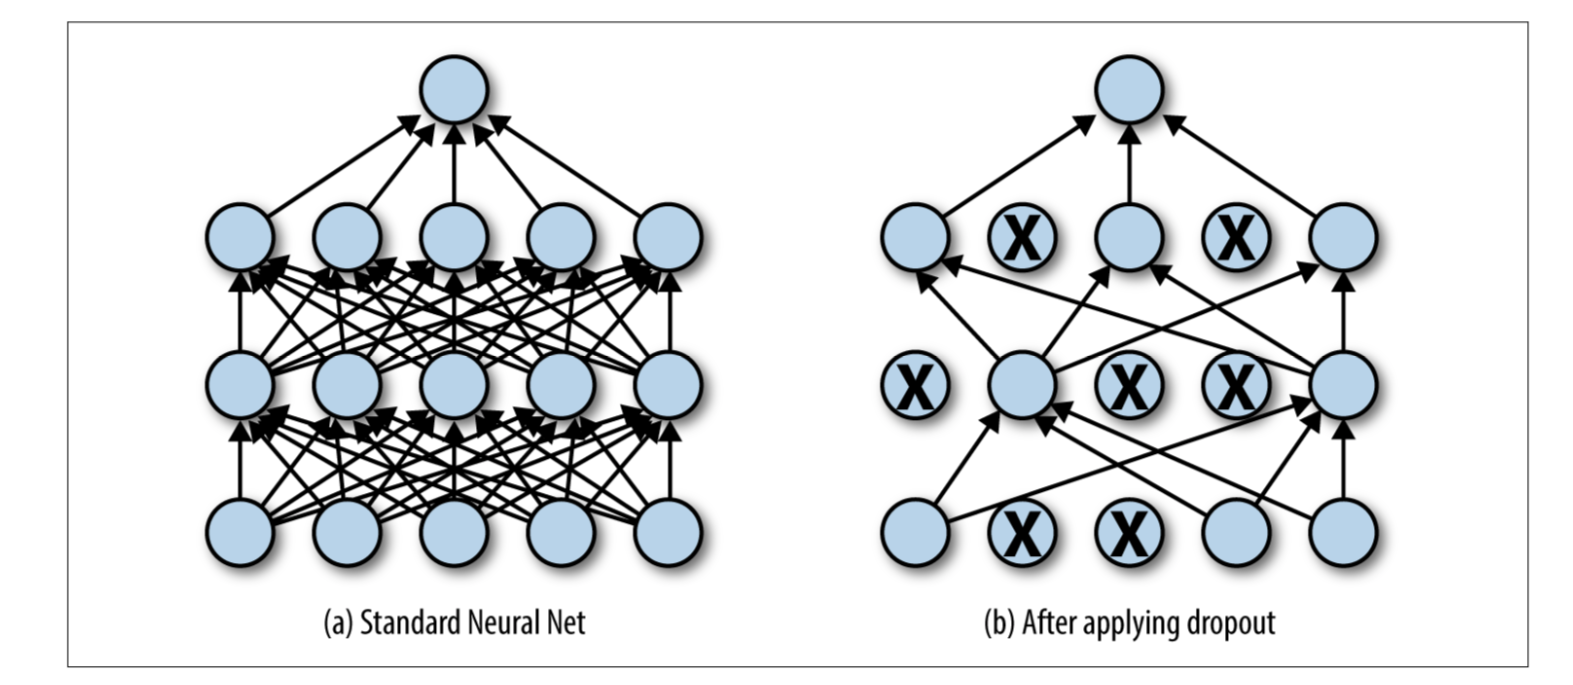 X X
X X X
X X
(a) Standard Neural Net
(b) After applying dropout